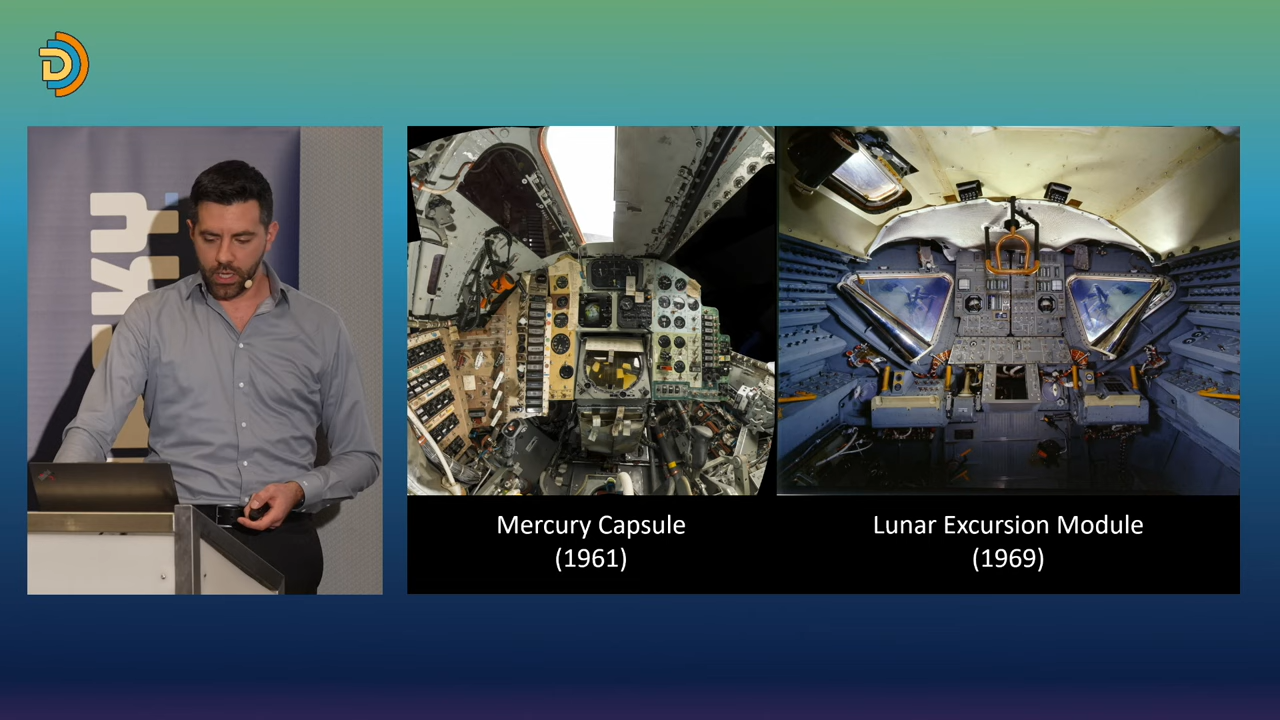 D
Mercury Capsule
(1961)
Lunar Excursion Module
(1969)